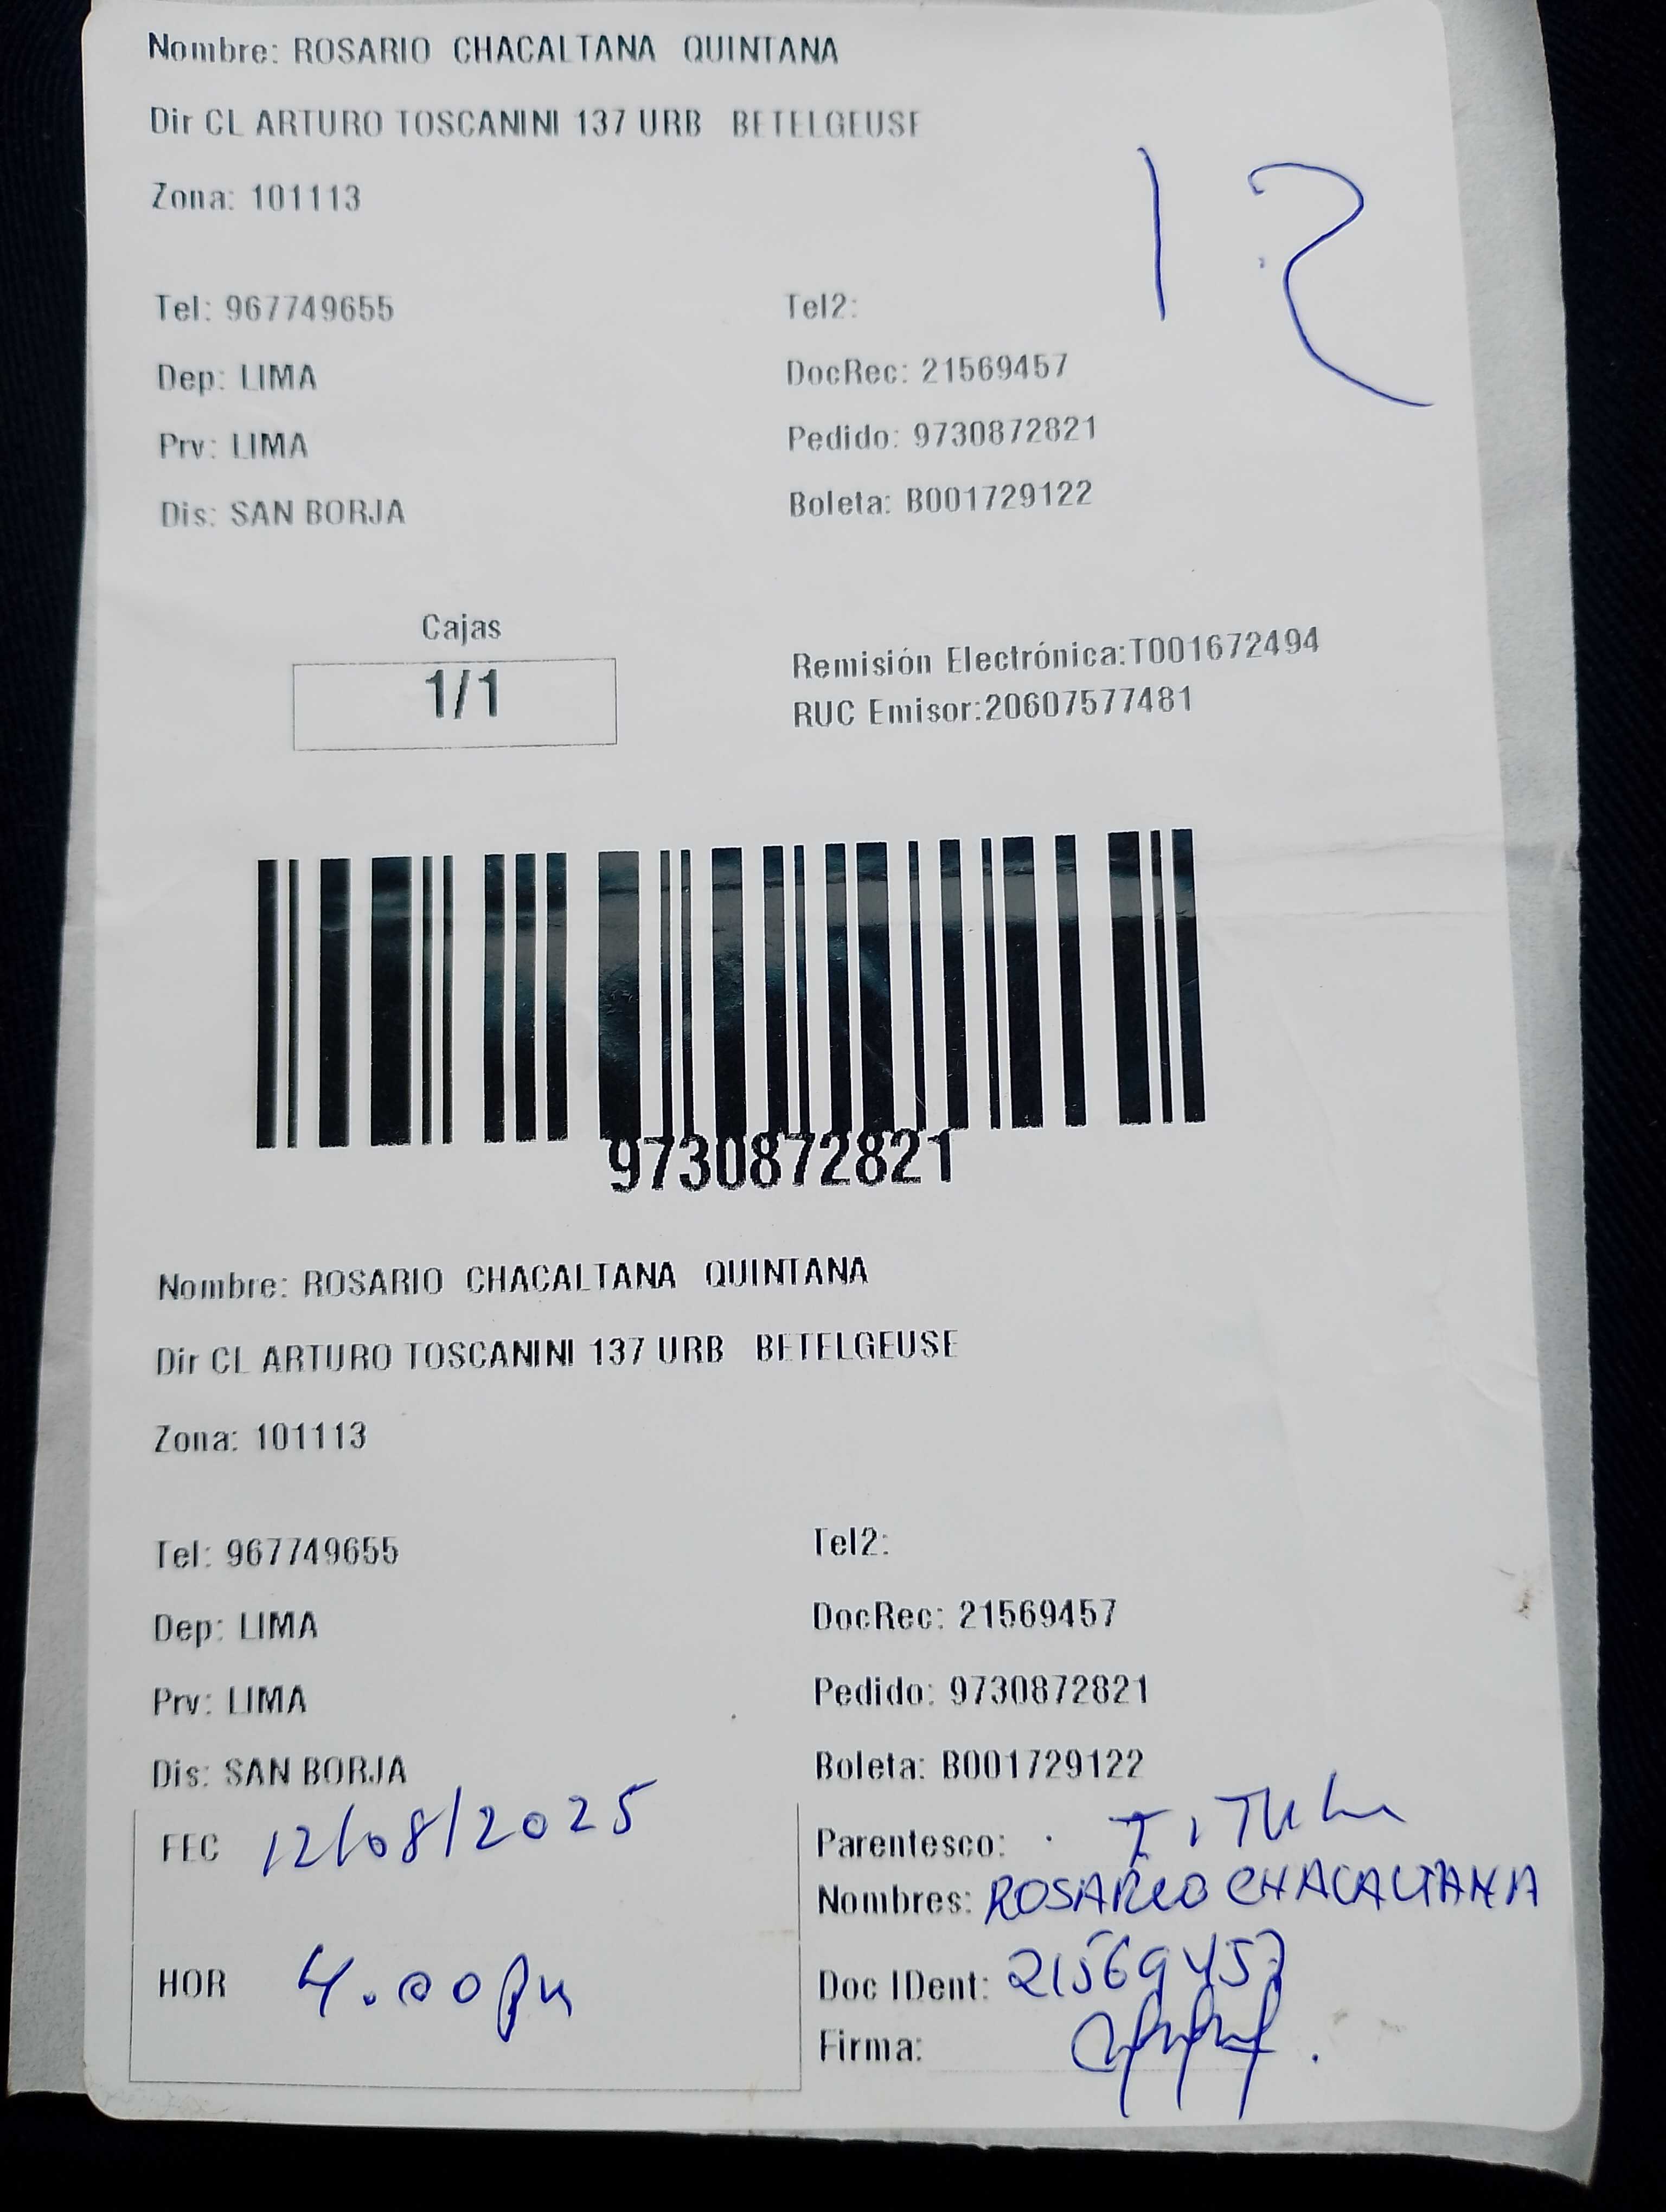 Nombre: ROSARIO CHACALTANA QUINTANA
Dir CL ARTURO TOSCANINI 137 URB BETELGEUSE
Zona: 101113
12
Tel: 967749655
Tel2:
Dep: LIMA
DocRec: 21569457
Prv: LIMA
Pedido: 9730872821
Dis: SAN BORJA
Boleta: B001729122
Cajas
1/1
Remisión Electrónica:T001672494
RUC Emisor:20607577481
9730872821
Nombre: ROSARIO CHACALTANA QUINTANA
Dir CL ARTURO TOSCANINI 137 URB BETELGEUSE
Zona: 101113
Tel: 967749655
Tel2:
Dep: LIMA
DocRec: 21569457
Prv: LIMA
Pedido: 9730872821
Dis: SAN BORJA
Boleta: B001729122
FEC 12/08/2025
HOR 4.00pm
Parentesco:
Nombres: ROSARIO CHACALTANA
Doc IDent: 21569457
Firma: